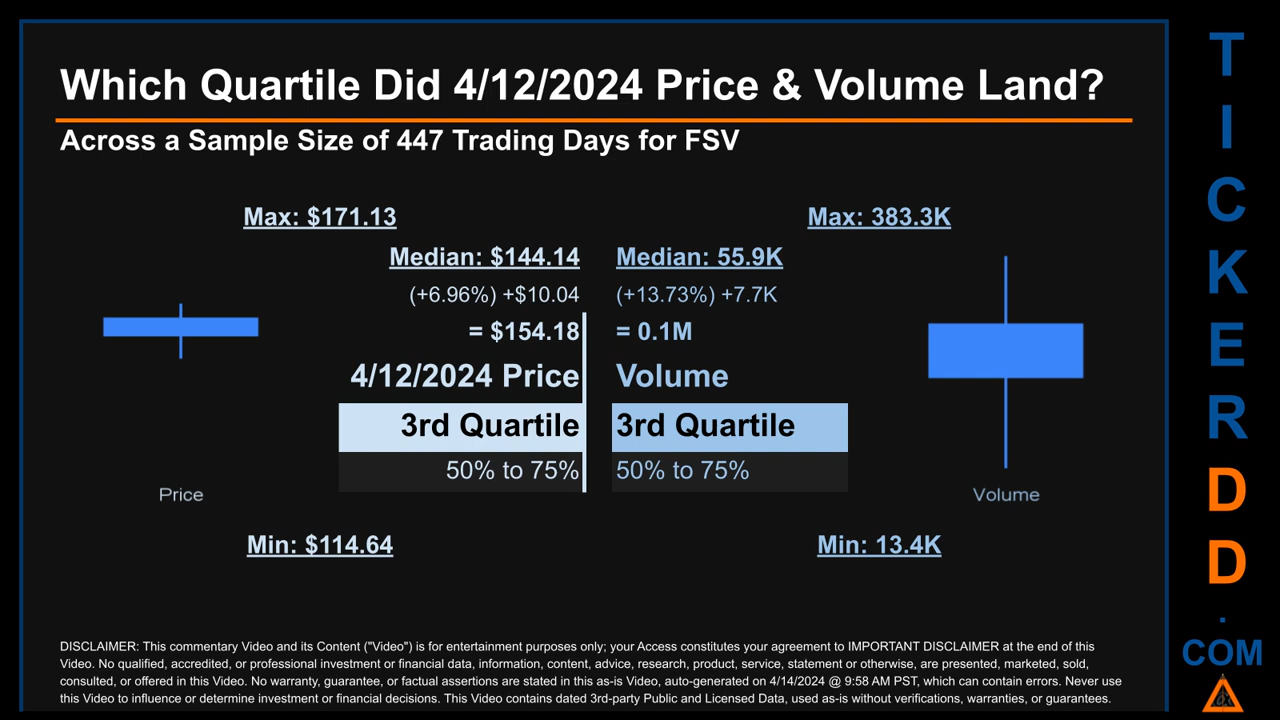 Which Quartile Did 4/12/2024 Price & Volume Land?
Across a Sample Size of 447 Trading Days for FSV
Max: $171.13
Max: 383.3K
Median: $144.14
Median: 55.9K
(+6.96%) +$10.04
(+13.73%) +7.7K
= $154.18
= 0.1M
4/12/2024 Price
Volume
3rd Quartile
3rd Quartile
50% to 75%
50% to 75%
Price
Volume
Min: $114.64
Min: 13.4K
DISCLAIMER: This commentary Video and its Content ("Video") is for entertainment purposes only; your Access constitutes your agreement to IMPORTANT DISCLAIMER at the end of this
Video. No qualified, accredited, or professional investment or financial data, information, content, advice, research, product, service, statement or otherwise, are presented, marketed, sold,
consulted, or offered in this Video. No warranty, guarantee, or factual assertions are stated in this as-is Video, auto-generated on 4/14/2024 @ 9:58 AM PST, which can contain errors. Never use
this Video to influence or determine investment or financial decisions. This Video contains dated 3rd-party Public and Licensed Data, used as-is without verifications, warranties, or guarantees.
T
I
C
K
E
R
D
D
.
COM